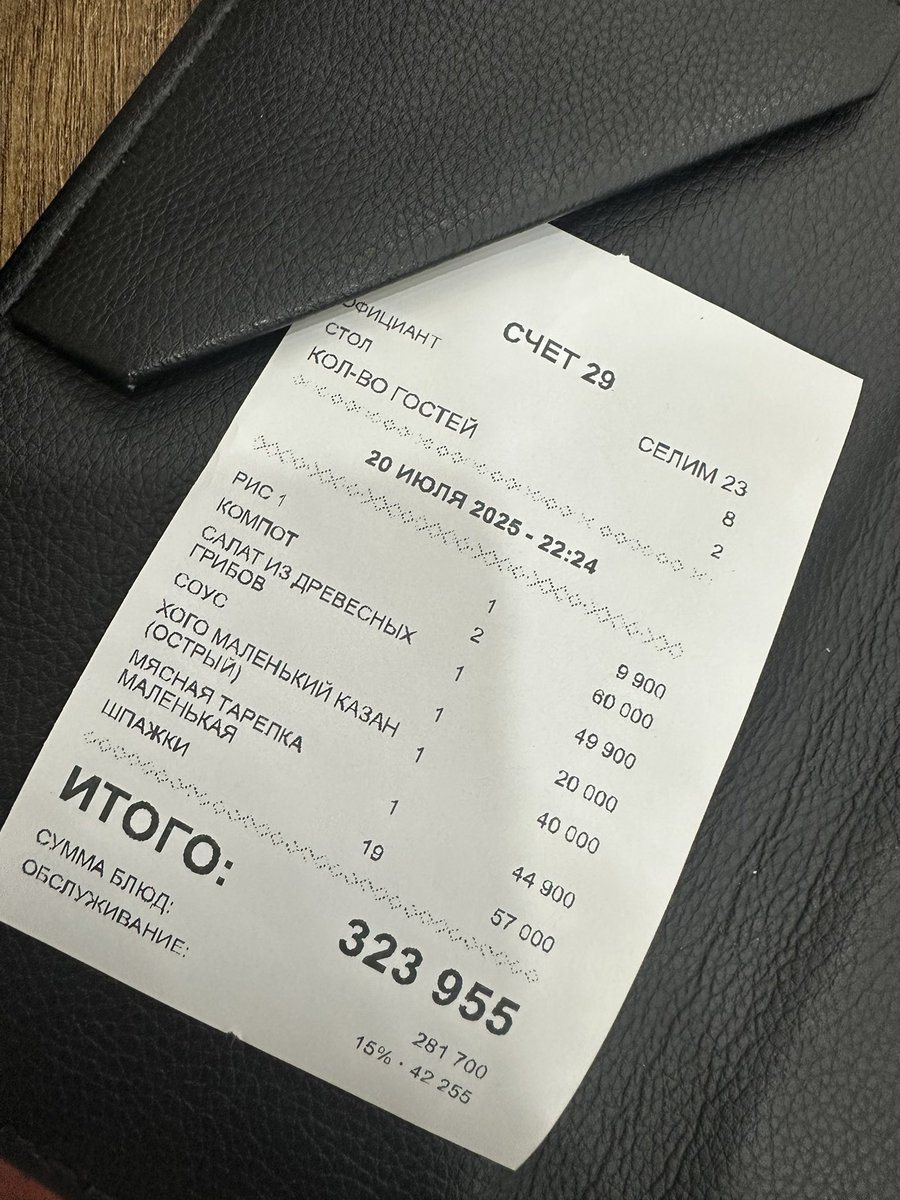 СЧЕТ 29
ОФИЦИАНТ СЕЛИМ 23
СТОЛ 8
КОЛ-ВО ГОСТЕЙ 2
20 ИЮЛЯ 2025 - 22:24
РИС 1 1 9 900
КОМПОТ 2 60 000
САЛАТ ИЗ ДРЕВЕСНЫХ 1 49 900
ГРИБОВ
СОУС 1 20 000
ХОГО МАЛЕНЬКИЙ КАЗАН 1 40 000
(ОСТРЫЙ)
МЯСНАЯ ТАРЕЛКА 1 44 900
МАЛЕНЬКАЯ
ШПАЖКИ 19 57 000
ИТОГО: 323 955
СУММА БЛЮД: 281 700
ОБСЛУЖИВАНИЕ: 15% · 42 255